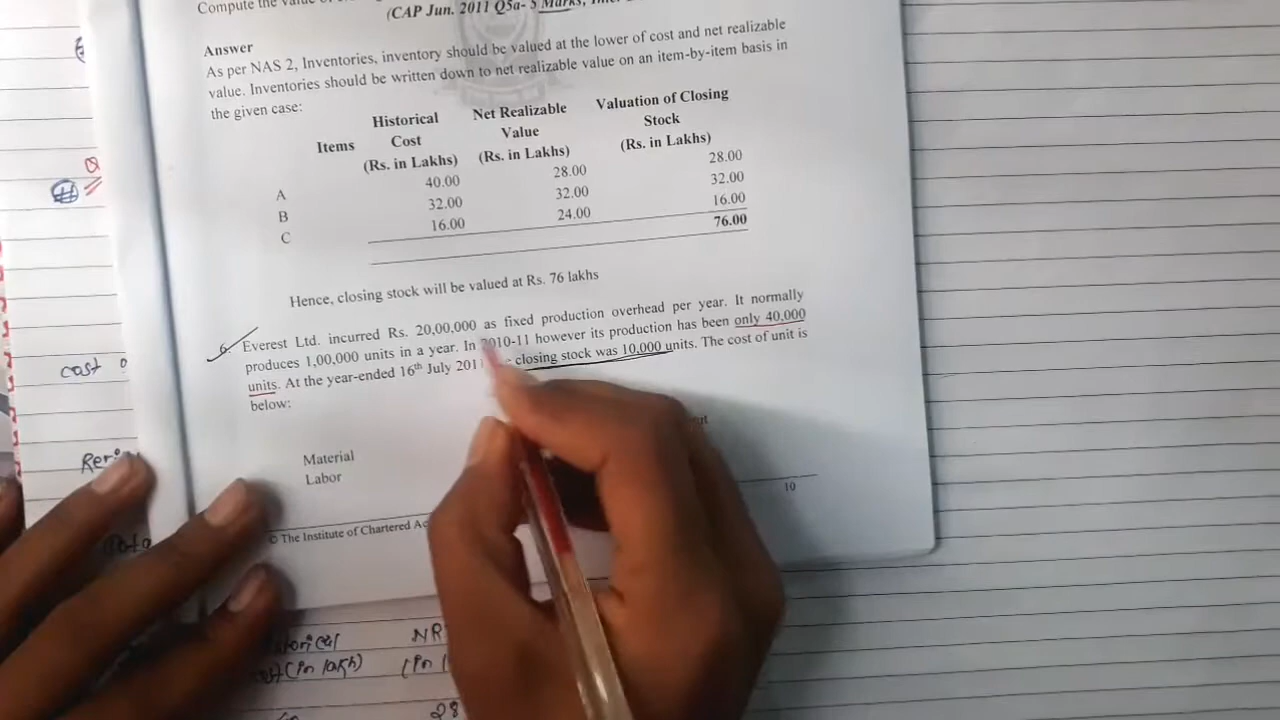 Compute the
(CAP Jun. 2011 Q5a- 5 Marks,
Answer
As per NAS 2, Inventories, inventory should be valued at the lower of cost and net realizable
value. Inventories should be written down to net realizable value on an item-by-item basis in
the given case:
Items Historical Cost (Rs. in Lakhs) Net Realizable Value (Rs. in Lakhs) Valuation of Closing Stock (Rs. in Lakhs)
A 40.00 28.00 28.00
B 32.00 32.00 32.00
C 16.00 24.00 16.00
76.00
Hence, closing stock will be valued at Rs. 76 lakhs
6. Everest Ltd. incurred Rs. 20,00,000 as fixed production overhead per year. It normally
produces 1,00,000 units in a year. In 2010-11 however its production has been only 40,000
units. At the year-ended 16th July 2011 closing stock was 10,000 units. The cost of unit is
below:
Material
Labor
10
© The Institute of Chartered
cost
NR
28